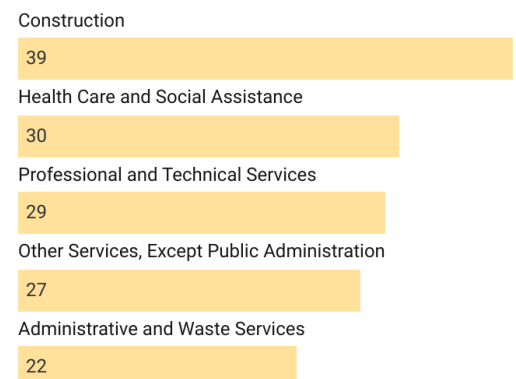 Construction
39
Health Care and Social Assistance
30
Professional and Technical Services
29
Other Services, Except Public Administration
27
Administrative and Waste Services
22